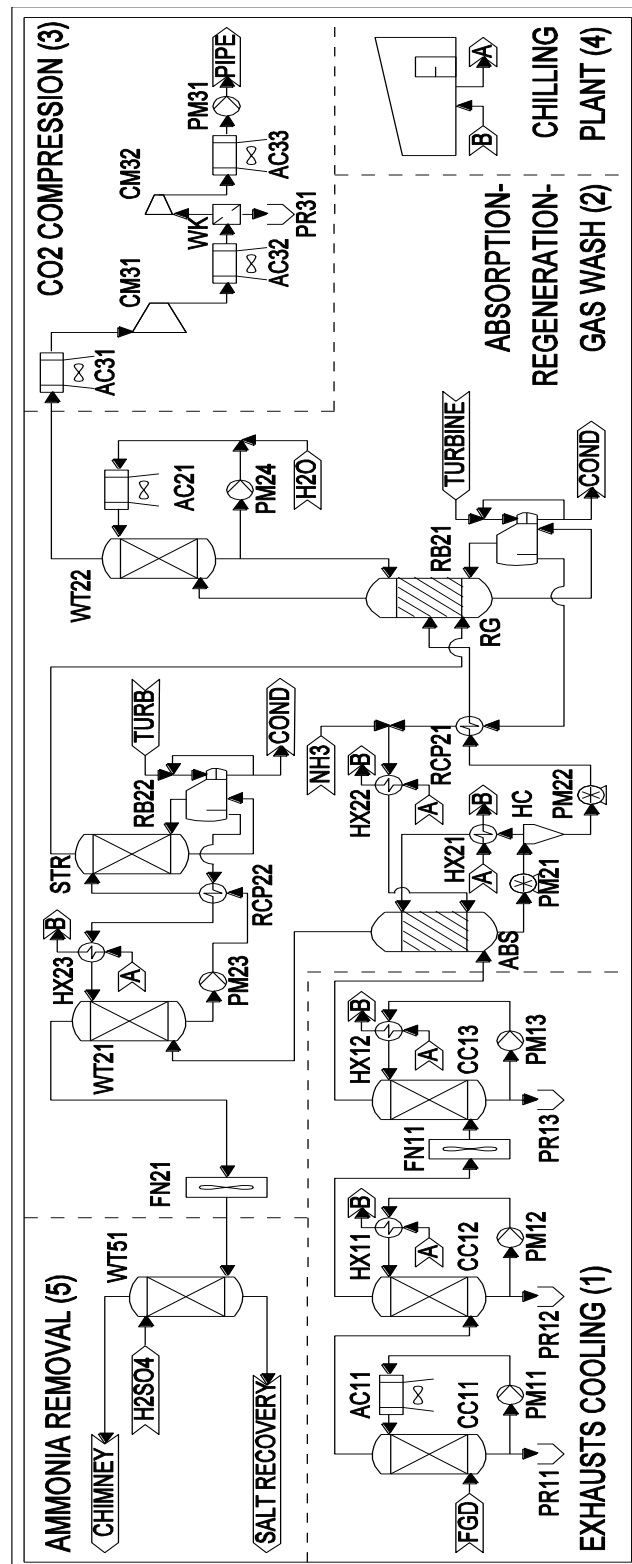 AMMONIA REMOVAL (5)
CHIMNEY
H2SO4
WT51
SALT RECOVERY
FN21
WT21
HX23
B
A
PM23
RCP22
STR
RB22
TURB
COND
WT22
AC21
PM24
H2O
CO2 COMPRESSION (3)
AC31
CM31
AC32
WK
PR31
CM32
AC33
PM31
PIPE
EXHAUSTS COOLING (1)
FGD
CC11
AC11
PM11
PR11
CC12
HX11
B
A
PM12
PR12
FN11
CC13
HX12
B
A
PM13
PR13
ABS
PM21
HC
HX21
A
B
HX22
B
A
NH3
RCP21
PM22
RG
RB21
TURBINE
COND
ABSORPTION-
REGENERATION-
GAS WASH (2)
B
A
CHILLING
PLANT (4)